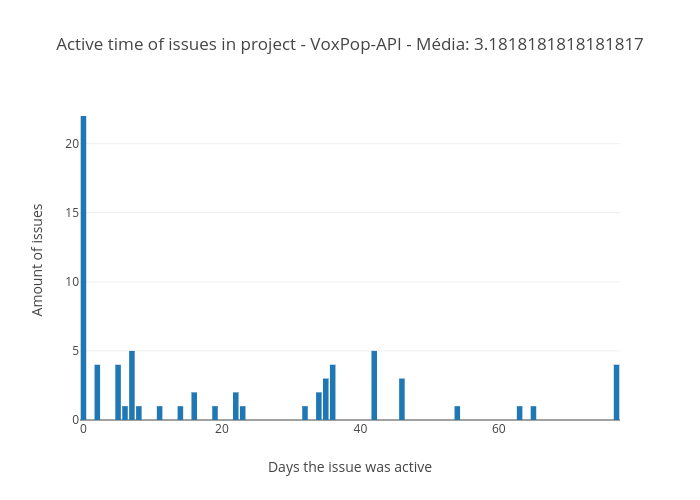 Active time of issues in project - VoxPop-API - Média: 3.1818181818181817
Amount of issues
20
15
10
5
0
0 20 40 60
Days the issue was active